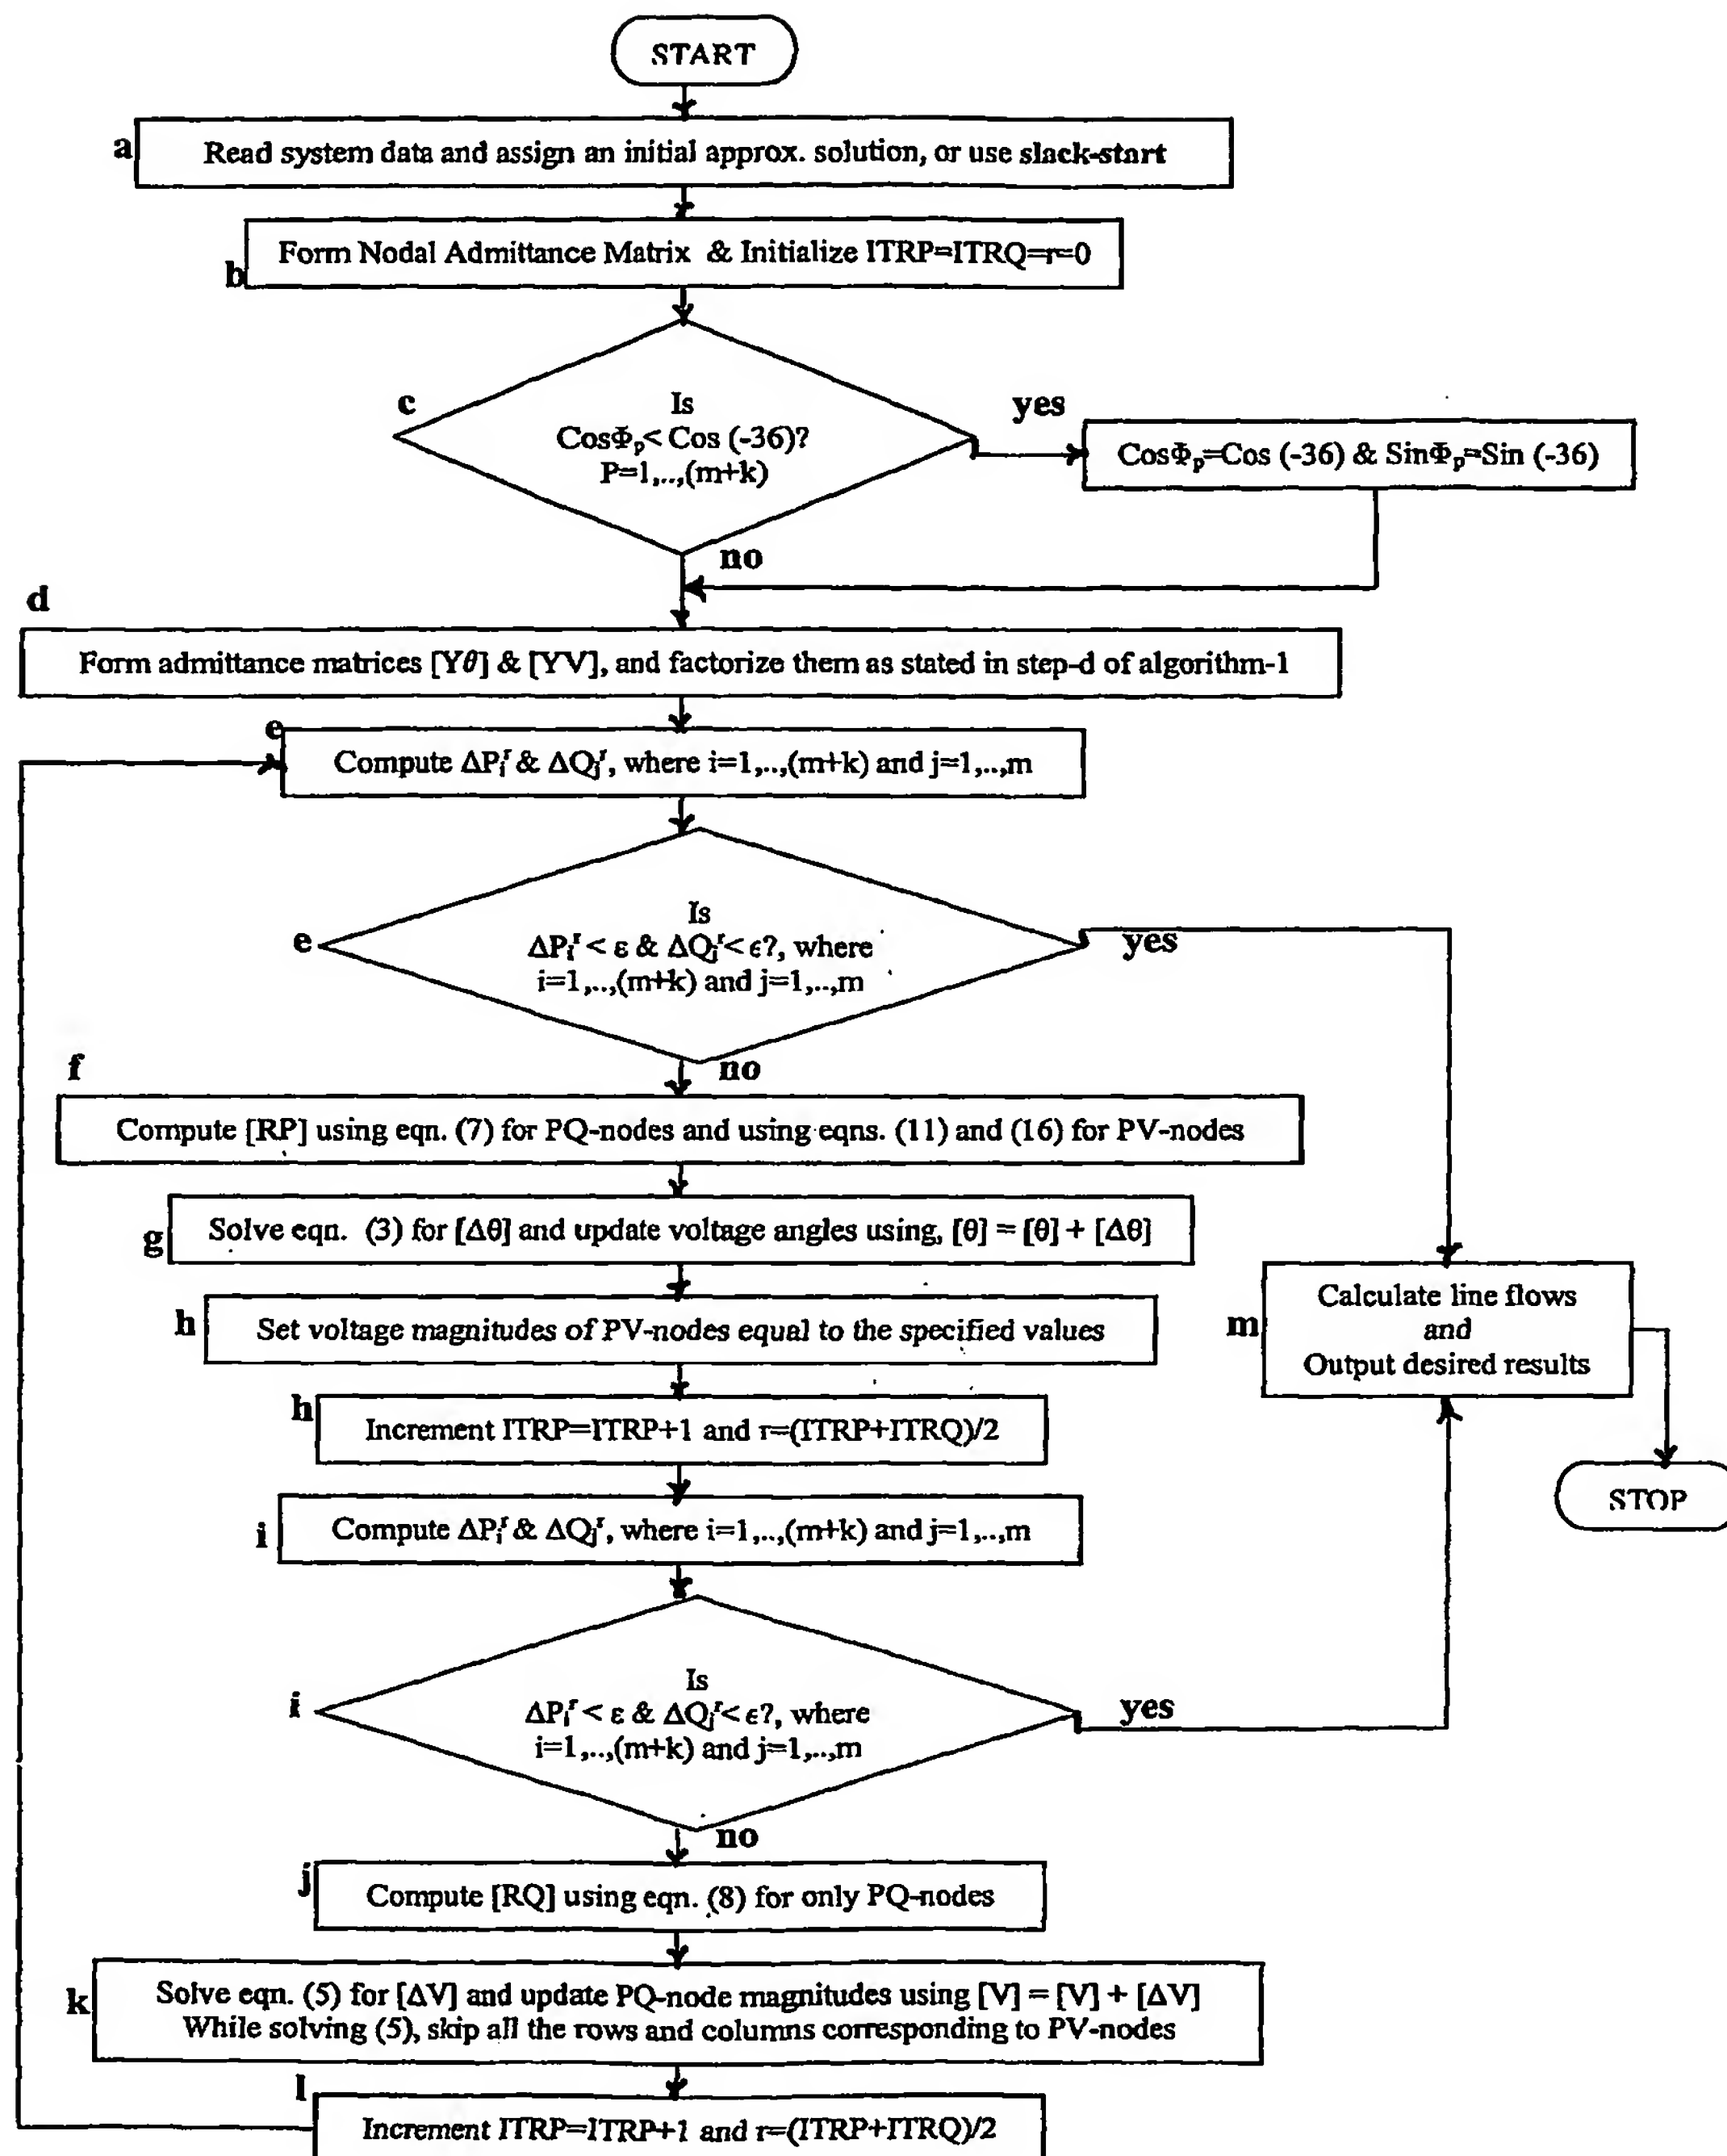 START
a
Read system data and assign an initial approx. solution, or use slack-start
b
Form Nodal Admittance Matrix & Initialize ITRP=ITRQ=r=0
c
Is
CosΦp< Cos (-36)?
P=1,..,(m+k)
yes
CosΦp=Cos (-36) & SinΦp=Sin (-36)
no
d
Form admittance matrices [Yθ] & [YV], and factorize them as stated in step-d of algorithm-1
e
Compute ΔPiʳ & ΔQjʳ, where i=1,..,(m+k) and j=1,..,m
e
Is
ΔPiʳ < ε & ΔQjʳ< ϵ?, where
i=1,..,(m+k) and j=1,..,m
yes
no
f
Compute [RP] using eqn. (7) for PQ-nodes and using eqns. (11) and (16) for PV-nodes
g
Solve eqn. (3) for [Δθ] and update voltage angles using, [θ] = [θ] + [Δθ]
h
Set voltage magnitudes of PV-nodes equal to the specified values
m
Calculate line flows
and
Output desired results
h
Increment ITRP=ITRP+1 and r=(ITRP+ITRQ)/2
STOP
i
Compute ΔPiʳ & ΔQjʳ, where i=1,..,(m+k) and j=1,..,m
i
Is
ΔPiʳ < ε & ΔQjʳ< ϵ?, where
i=1,..,(m+k) and j=1,..,m
yes
no
j
Compute [RQ] using eqn. (8) for only PQ-nodes
k
Solve eqn. (5) for [ΔV] and update PQ-node magnitudes using [V] = [V] + [ΔV]
While solving (5), skip all the rows and columns corresponding to PV-nodes
l
Increment ITRP=ITRP+1 and r=(ITRP+ITRQ)/2